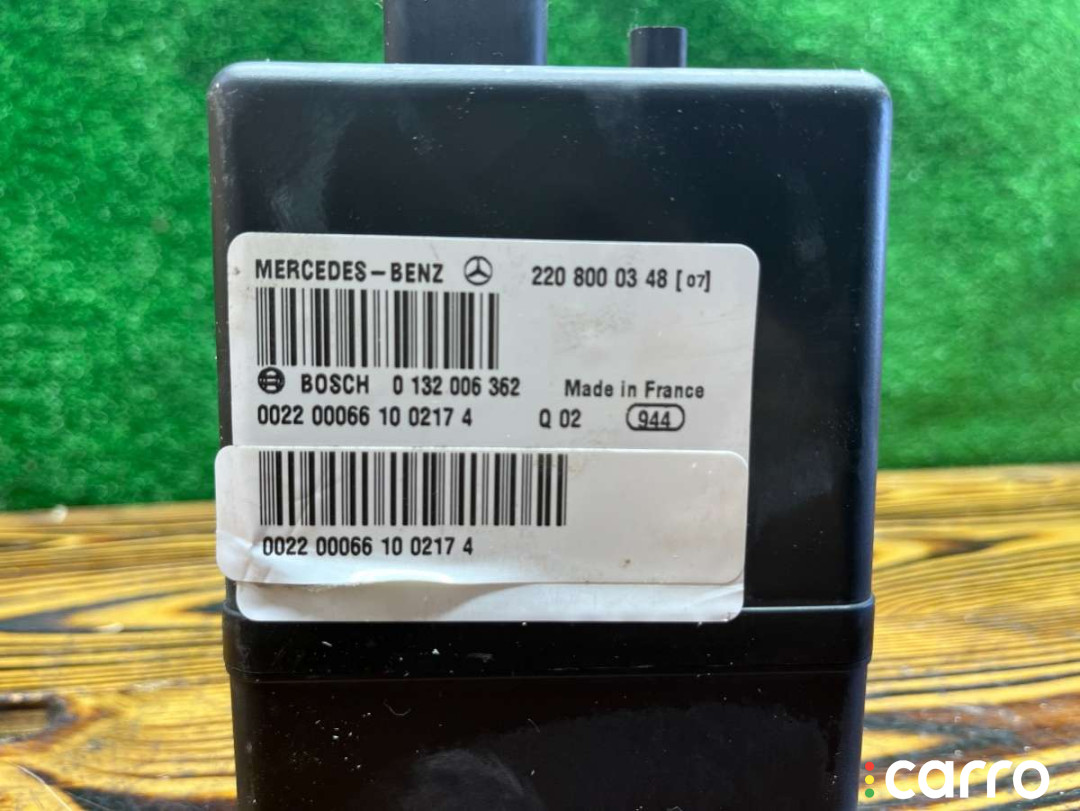 MERCEDES-BENZ 220 800 03 48 [07]
BOSCH 0 132 006 362 Made in France
0022 00066 10 0217 4 Q 02 944
0022 00066 10 0217 4
carro